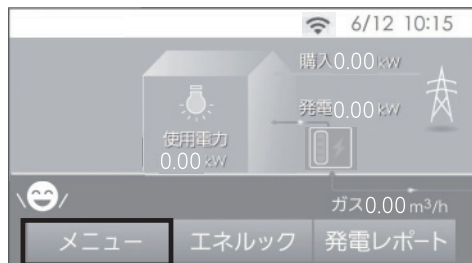 6/12 10:15
購入0.00 kW
発電0.00 kW
使用電力
0.00 kW
ガス0.00 m³/h
メニュー エネルック 発電レポート